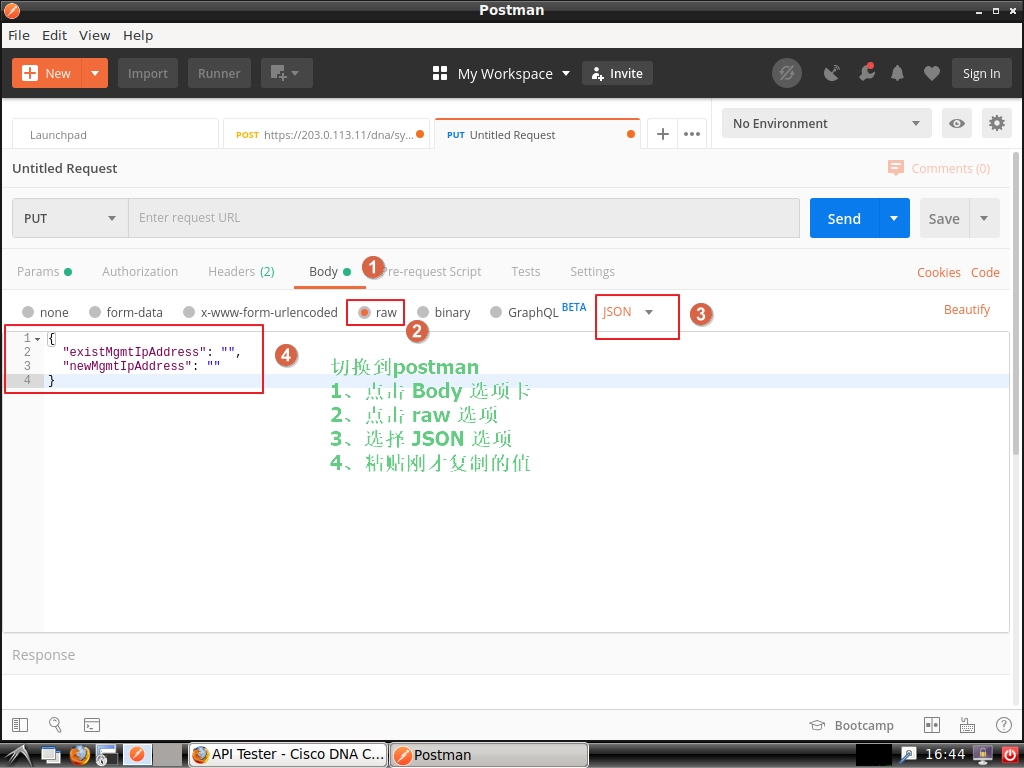 Postman
File Edit View Help
New Import Runner My Workspace Invite Sign In
Launchpad POST https://203.0.113.11/dna/sy... PUT Untitled Request + ••• No Environment
Untitled Request Comments (0)
PUT Enter request URL Send Save
Params Authorization Headers (2) Body 1 Pre-request Script Tests Settings Cookies Code
none form-data x-www-form-urlencoded raw binary GraphQL BETA JSON 3 Beautify
2
1 {
2 "existMgmtIpAddress": "",
3 "newMgmtIpAddress": ""
4 }
4
切换到postman
1、点击 Body 选项卡
2、点击 raw 选项
3、选择 JSON 选项
4、粘贴刚才复制的值
Response
Bootcamp
API Tester - Cisco DNA C... Postman 16:44